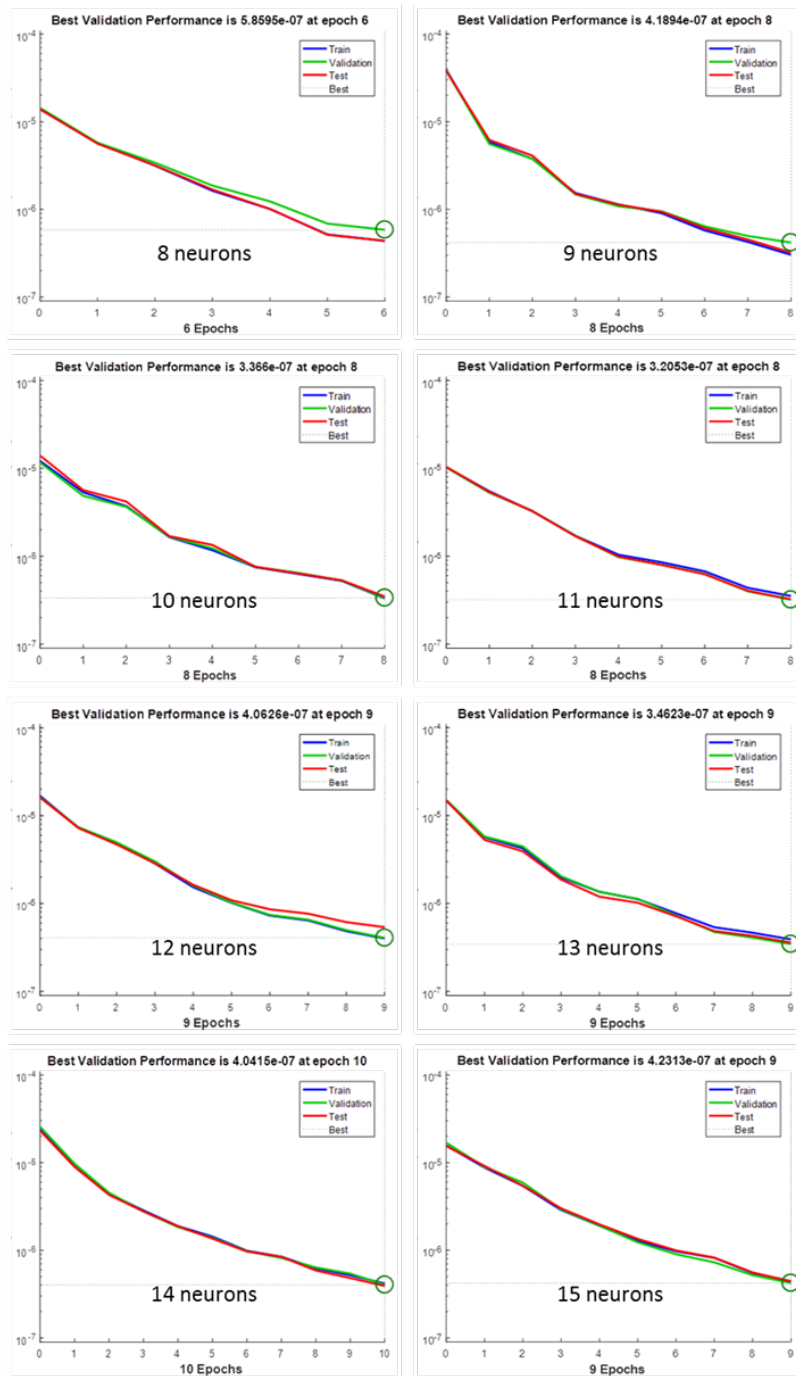 Best Validation Performance is 5.8595e-07 at epoch 6
10^-4
Train
Validation
Test
Best
10^-5
10^-6
8 neurons
10^-7
0 1 2 3 4 5 6
6 Epochs
Best Validation Performance is 4.1894e-07 at epoch 8
10^-4
Train
Validation
Test
Best
10^-5
10^-6
9 neurons
10^-7
0 1 2 3 4 5 6 7 8
8 Epochs
Best Validation Performance is 3.366e-07 at epoch 8
10^-4
Train
Validation
Test
Best
10^-5
10^-6
10 neurons
10^-7
0 1 2 3 4 5 6 7 8
8 Epochs
Best Validation Performance is 3.2053e-07 at epoch 8
10^-4
Train
Validation
Test
Best
10^-5
10^-6
11 neurons
10^-7
0 1 2 3 4 5 6 7 8
8 Epochs
Best Validation Performance is 4.0626e-07 at epoch 9
10^-4
Train
Validation
Test
Best
10^-5
10^-6
12 neurons
10^-7
0 1 2 3 4 5 6 7 8 9
9 Epochs
Best Validation Performance is 3.4623e-07 at epoch 9
10^-4
Train
Validation
Test
Best
10^-5
10^-6
13 neurons
10^-7
0 1 2 3 4 5 6 7 8 9
9 Epochs
Best Validation Performance is 4.0415e-07 at epoch 10
10^-4
Train
Validation
Test
Best
10^-5
10^-6
14 neurons
10^-7
0 1 2 3 4 5 6 7 8 9 10
10 Epochs
Best Validation Performance is 4.2313e-07 at epoch 9
10^-4
Train
Validation
Test
Best
10^-5
10^-6
15 neurons
10^-7
0 1 2 3 4 5 6 7 8 9
9 Epochs